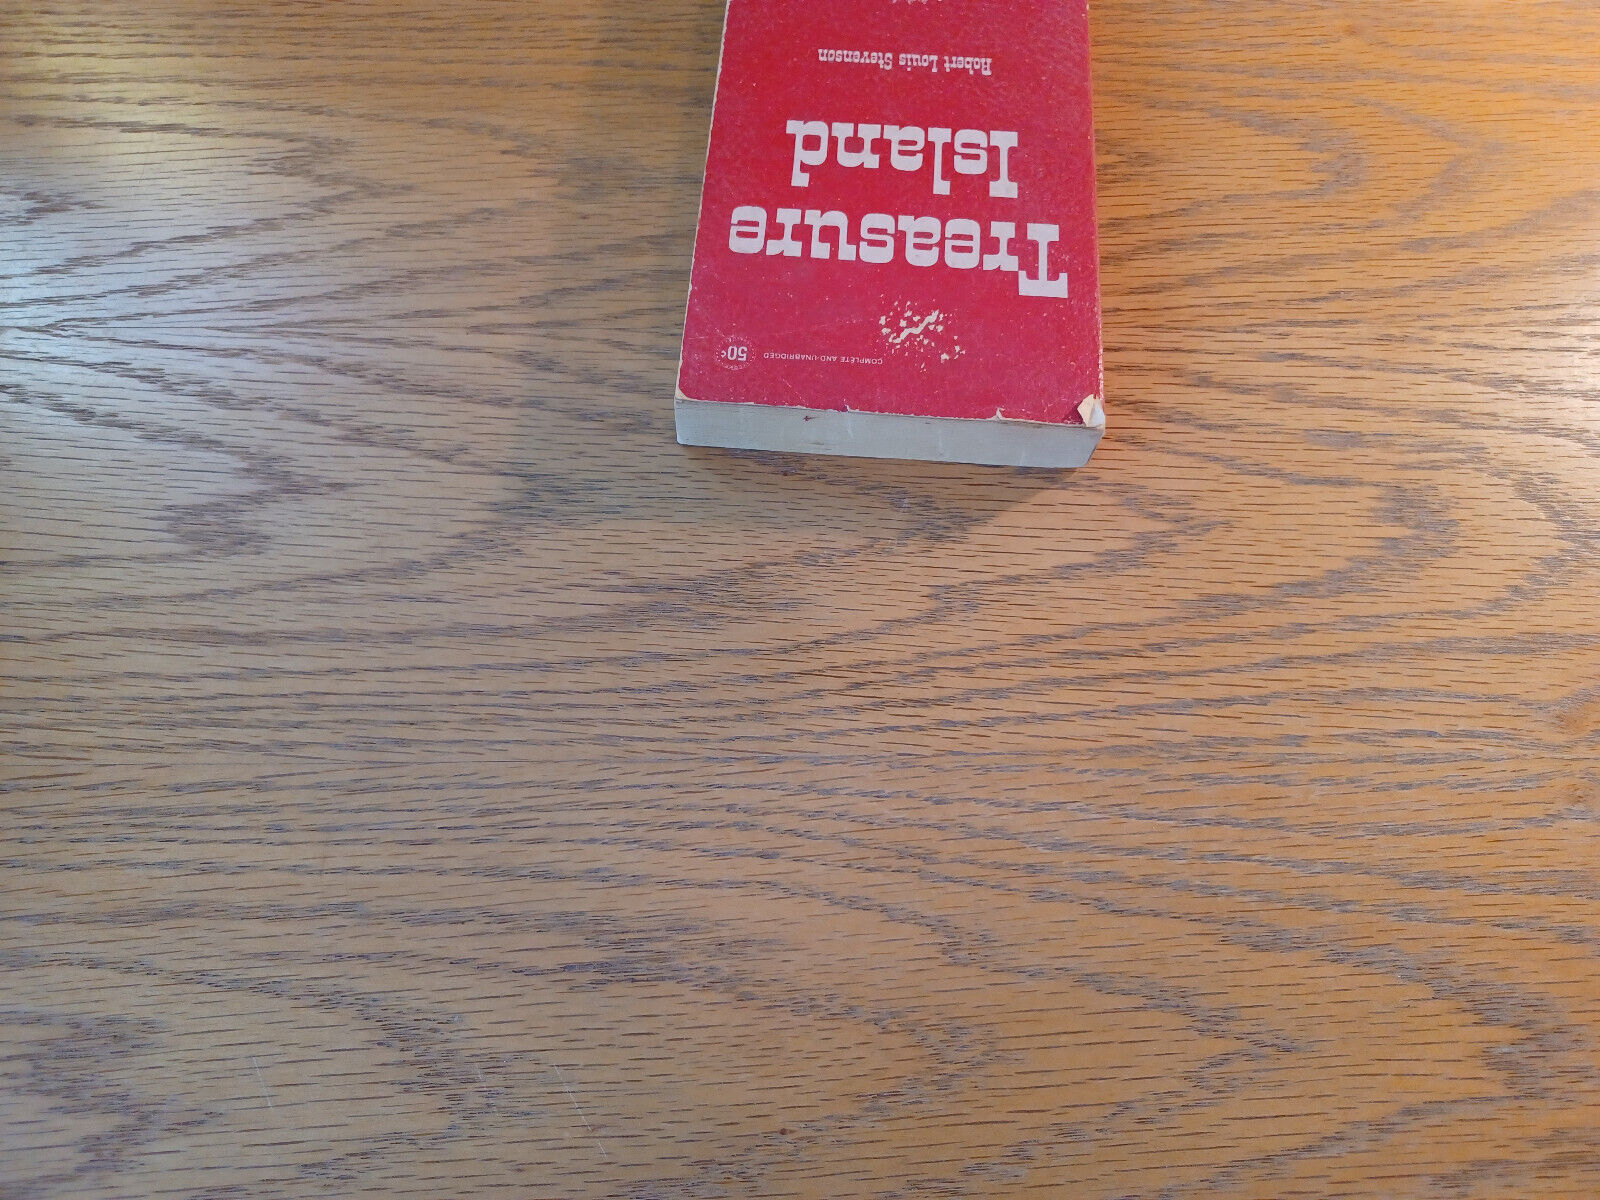 COMPLETE AND UNABRIDGED
50¢
Treasure
Island
Robert Louis Stevenson